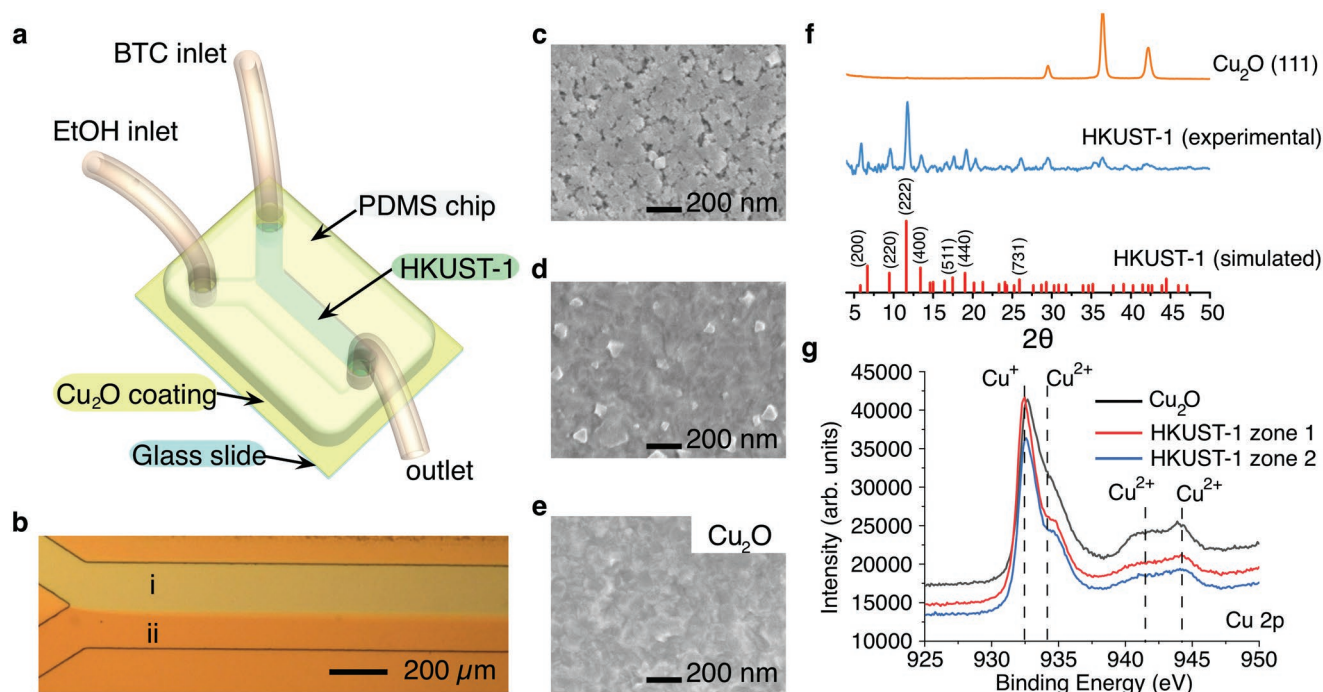 a
BTC inlet
EtOH inlet
PDMS chip
HKUST-1
Cu₂O coating
Glass slide
outlet
b
i
ii
200 µm
c
200 nm
d
200 nm
e
Cu₂O
200 nm
f
Cu₂O (111)
HKUST-1 (experimental)
HKUST-1 (simulated)
(200)
(220)
(222)
(400)
(511)
(440)
(731)
5 10 15 20 25 30 35 40 45 50
2θ
g
Cu⁺
Cu²⁺
Cu₂O
HKUST-1 zone 1
HKUST-1 zone 2
Cu²⁺
Cu²⁺
45000
40000
35000
30000
25000
20000
15000
10000
Intensity (arb. units)
Cu 2p
925 930 935 940 945 950
Binding Energy (eV)